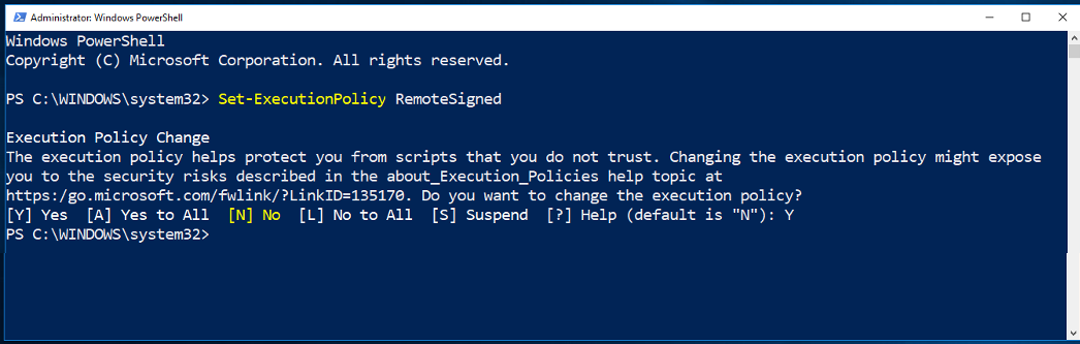 Administrator: Windows PowerShell
Windows PowerShell
Copyright (C) Microsoft Corporation. All rights reserved.
PS C:\WINDOWS\system32> Set-ExecutionPolicy RemoteSigned
Execution Policy Change
The execution policy helps protect you from scripts that you do not trust. Changing the execution policy might expose
you to the security risks described in the about_Execution_Policies help topic at
https:/go.microsoft.com/fwlink/?LinkID=135170. Do you want to change the execution policy?
[Y] Yes  [A] Yes to All  [N] No  [L] No to All  [S] Suspend  [?] Help (default is "N"): Y
PS C:\WINDOWS\system32>